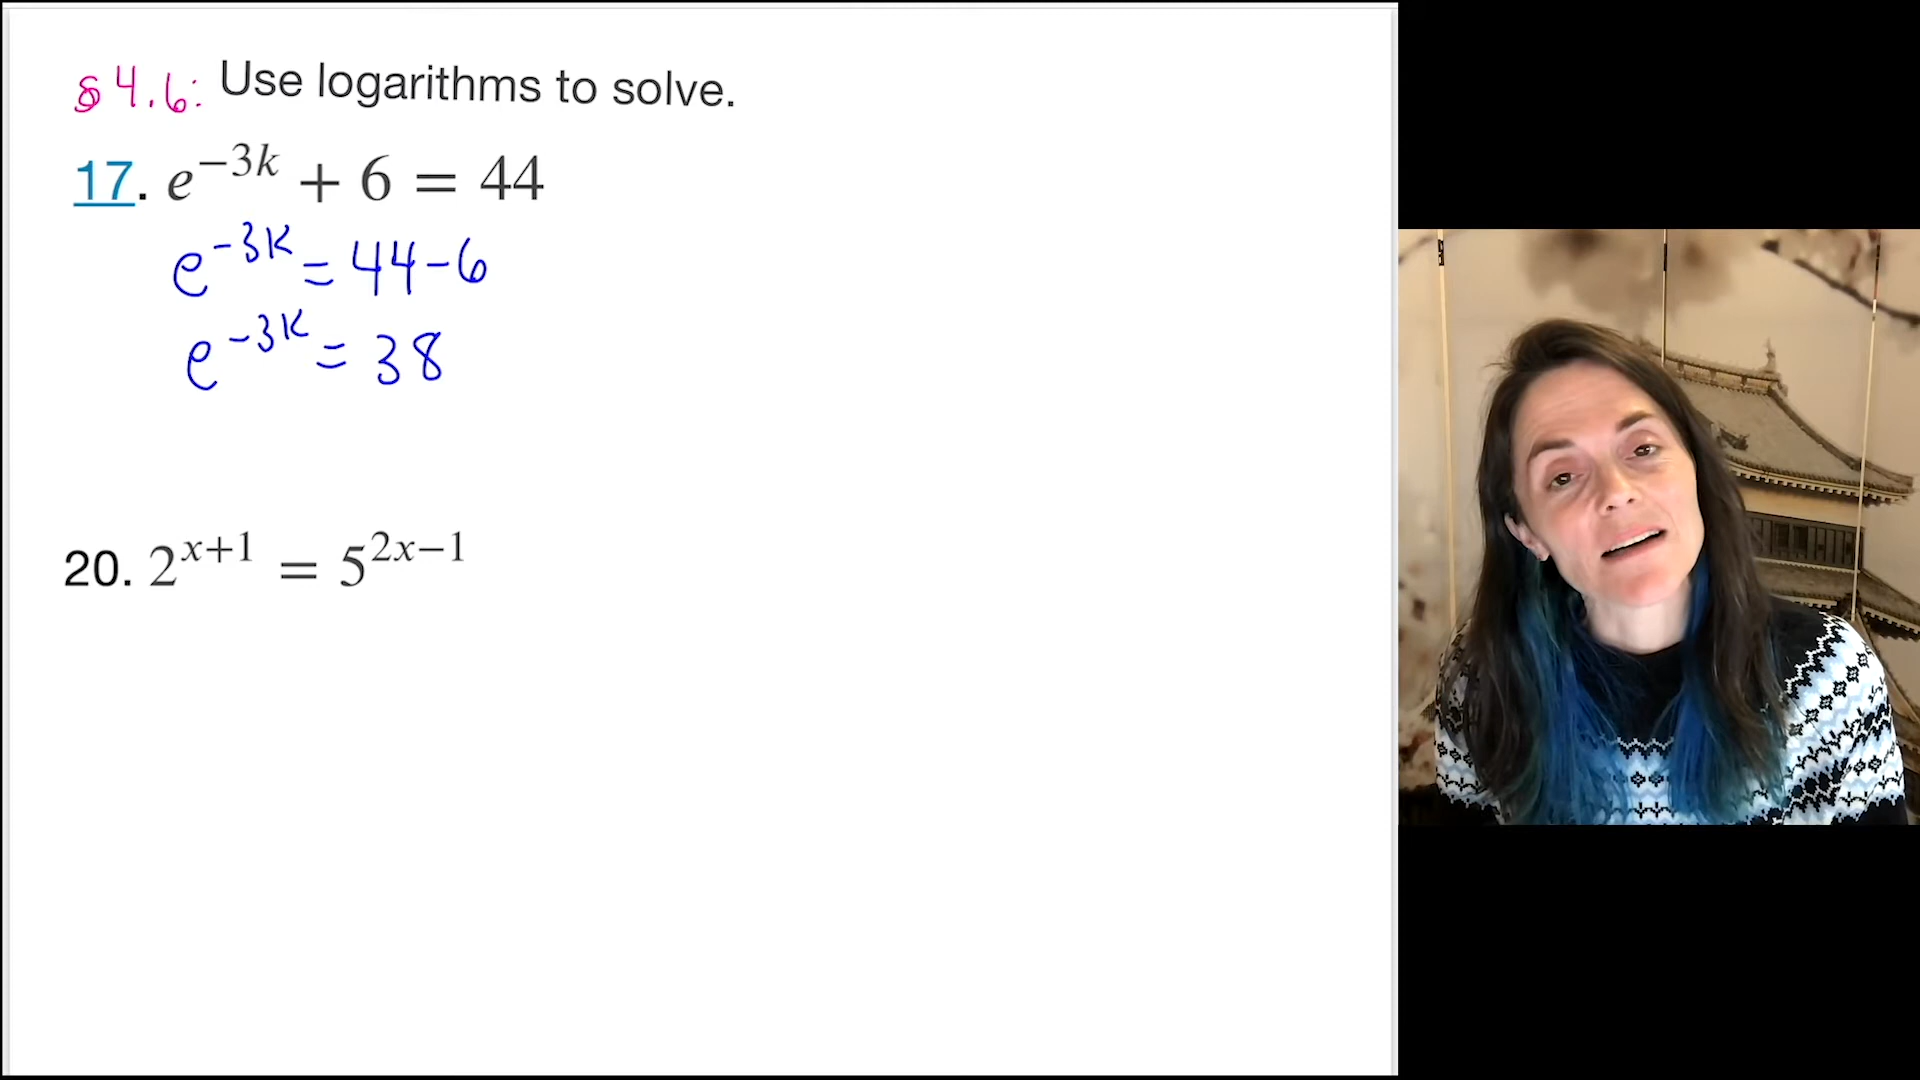 §4.6: Use logarithms to solve.
17. e^{-3k} + 6 = 44
e^{-3k} = 44-6
e^{-3k} = 38
20. 2^{x+1} = 5^{2x-1}